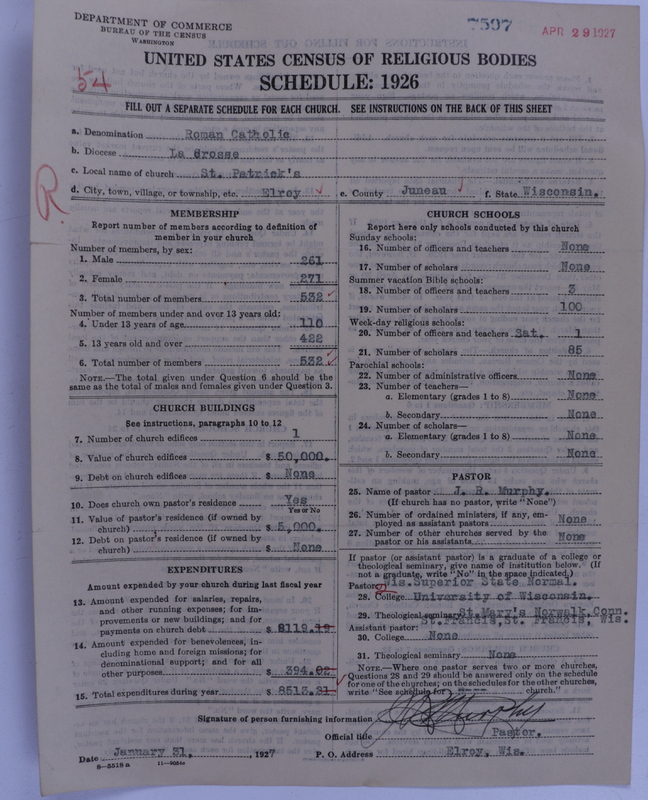 DEPARTMENT OF COMMERCE
BUREAU OF THE CENSUS
WASHINGTON
7597
APR 29 1927
UNITED STATES CENSUS OF RELIGIOUS BODIES
54
SCHEDULE: 1926
FILL OUT A SEPARATE SCHEDULE FOR EACH CHURCH. SEE INSTRUCTIONS ON THE BACK OF THIS SHEET
a. Denomination Roman Catholic
b. Diocese La Crosse
c. Local name of church St. Patrick's
R
d. City, town, village, or township, etc. Elroy e. County Juneau f. State Wisconsin.
MEMBERSHIP
Report number of members according to definition of
member in your church
Number of members, by sex:
1. Male 261
2. Female 271
3. Total number of members 532
Number of members under and over 13 years old:
4. Under 13 years of age 110
5. 13 years old and over 422
6. Total number of members 532
NOTE.—The total given under Question 6 should be the
same as the total of males and females given under Question 3.
CHURCH BUILDINGS
See instructions, paragraphs 10 to 12
7. Number of church edifices 1
8. Value of church edifices $ 50,000.
9. Debt on church edifices $ None
10. Does church own pastor's residence Yes
Yes or No
11. Value of pastor's residence (if owned by
church) $ 5,000.
12. Debt on pastor's residence (if owned by
church) $ None
EXPENDITURES
Amount expended by your church during last fiscal year
13. Amount expended for salaries, repairs,
and other running expenses; for im-
provements or new buildings; and for
payments on church debt $ 8119.19
14. Amount expended for benevolences, in-
cluding home and foreign missions; for
denominational support; and for all
other purposes $ 394.02
15. Total expenditures during year $ 8513.21
CHURCH SCHOOLS
Report here only schools conducted by this church
Sunday schools:
16. Number of officers and teachers None
17. Number of scholars None
Summer vacation Bible schools:
18. Number of officers and teachers 3
19. Number of scholars 100
Week-day religious schools:
20. Number of officers and teachers Sat. 1
21. Number of scholars 85
Parochial schools:
22. Number of administrative officers None
23. Number of teachers—
a. Elementary (grades 1 to 8) None
b. Secondary None
24. Number of scholars—
a. Elementary (grades 1 to 8) None
b. Secondary None
PASTOR
25. Name of pastor J. R. Murphy.
(If church has no pastor, write "None")
26. Number of ordained ministers, if any, em-
ployed as assistant pastors None
27. Number of other churches served by the
pastor or his assistants None
If pastor (or assistant pastor) is a graduate of a college or
theological seminary, give name of institution below. (If
not a graduate, write "No" in the space indicated.)
Pastor: Wis. Superior State Normal.
28. College University of Wisconsin.
29. Theological seminary St. Mary's Norwalk, Conn.
St. Francis, St. Francis, Wis.
Assistant pastor:
30. College None
31. Theological seminary None
NOTE.—Where one pastor serves two or more churches,
Questions 28 and 29 should be answered only on the schedule
for one of the churches; on the schedules for the other churches,
write "See schedule for ---- church."
Signature of person furnishing information J R Murphy
Official title Pastor.
Date January 31, 1927 P. O. Address Elroy, Wis.
8—5518 a